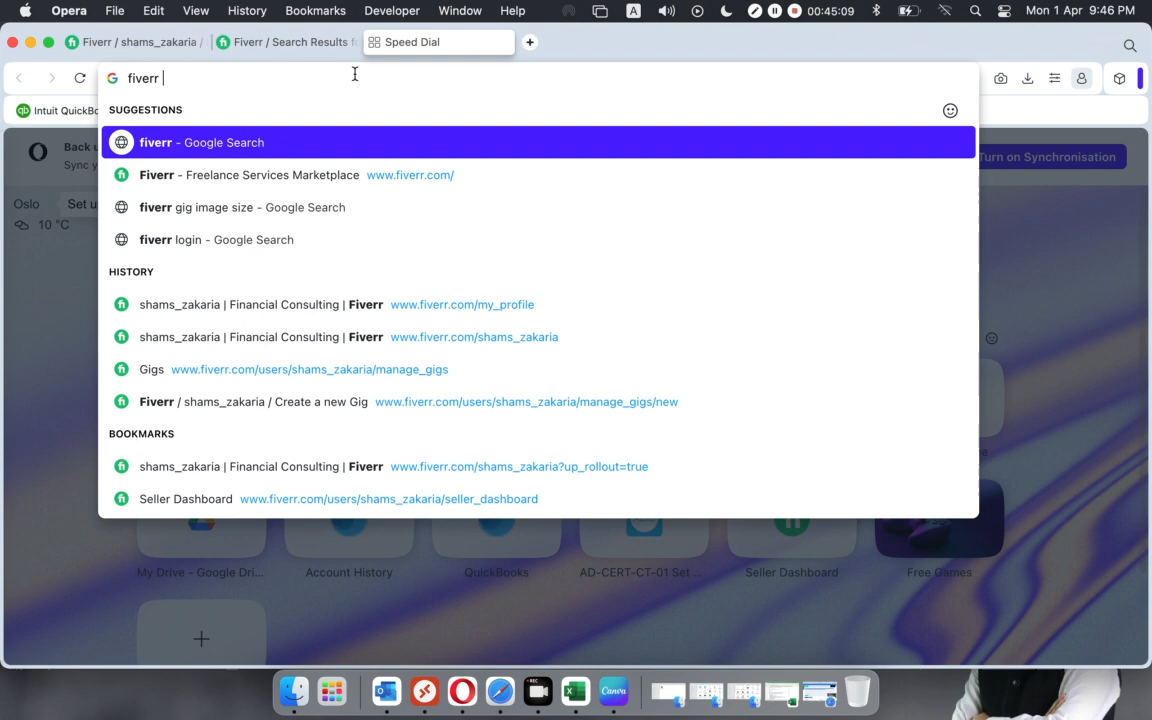 Opera File Edit View History Bookmarks Developer Window Help A 00:45:09 Mon 1 Apr 9:46 PM
Fiverr / shams_zakaria / Fiverr / Search Results Speed Dial
fiverr
Intuit QuickBo
SUGGESTIONS
fiverr - Google Search
Fiverr - Freelance Services Marketplace www.fiverr.com/
fiverr gig image size - Google Search
fiverr login - Google Search
HISTORY
shams_zakaria | Financial Consulting | Fiverr www.fiverr.com/my_profile
shams_zakaria | Financial Consulting | Fiverr www.fiverr.com/shams_zakaria
Gigs www.fiverr.com/users/shams_zakaria/manage_gigs
Fiverr / shams_zakaria / Create a new Gig www.fiverr.com/users/shams_zakaria/manage_gigs/new
BOOKMARKS
shams_zakaria | Financial Consulting | Fiverr www.fiverr.com/shams_zakaria?up_rollout=true
Seller Dashboard www.fiverr.com/users/shams_zakaria/seller_dashboard
Back u
Sync y
Turn on Synchronisation
Oslo Set u
10 °C
My Drive - Google Dri... Account History QuickBooks AD-CERT-CT-01 Set ... Seller Dashboard Free Games
REC
Canva